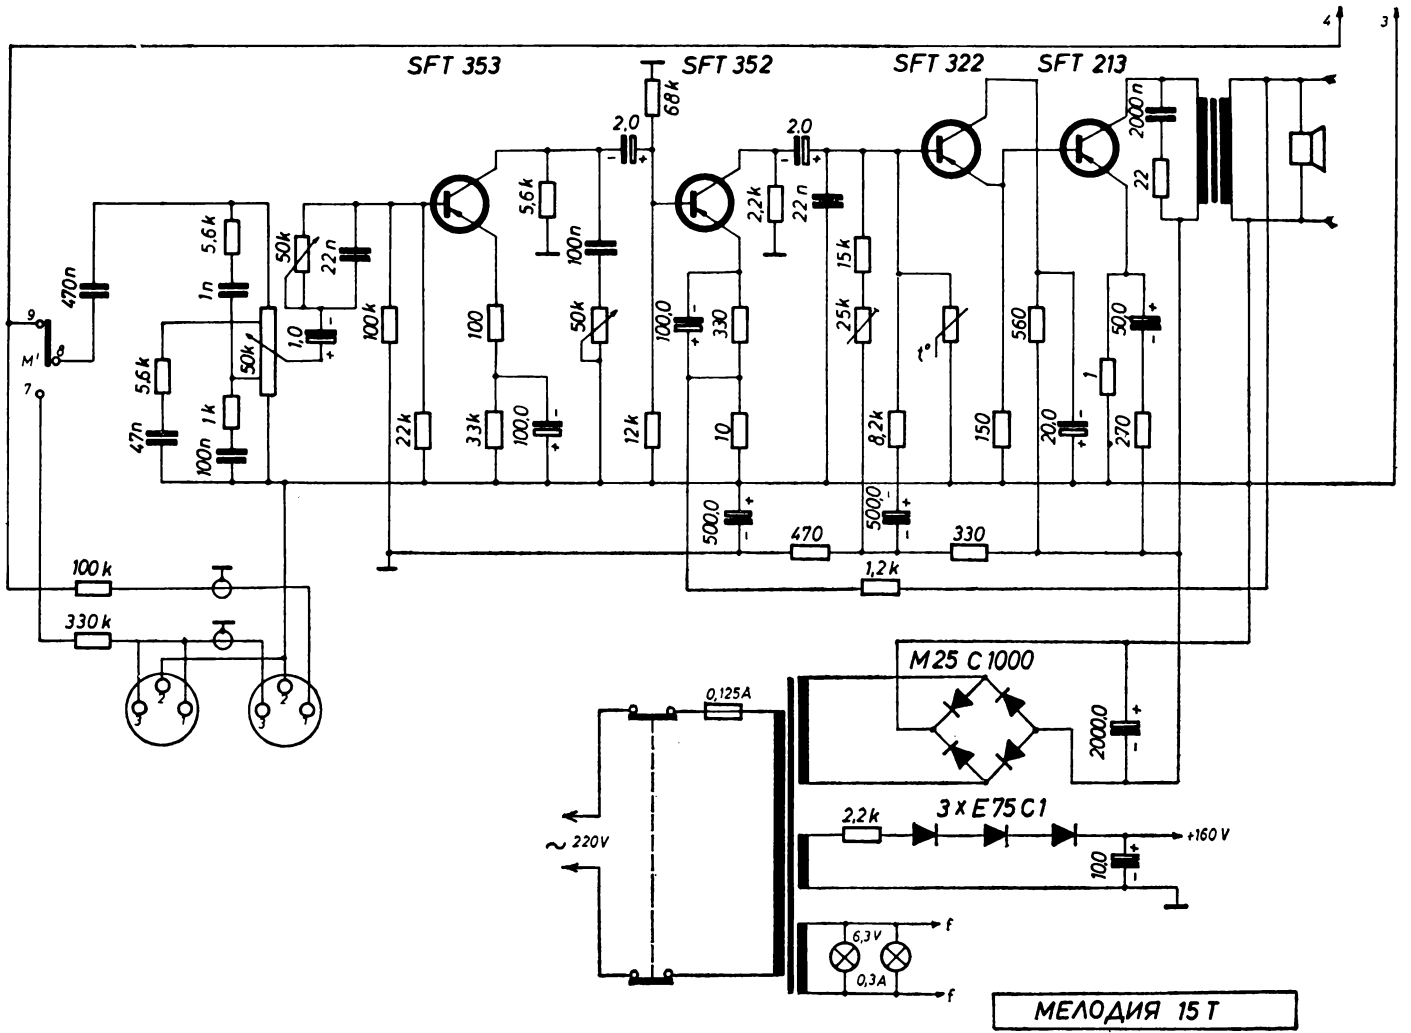 4
3
SFT 353
SFT 352
SFT 322
SFT 213
68k
2,0
2,0
2000n
22
5,6k
50k
22n
5,6k
100n
2,2k
22n
15k
470n
1n
9
M'
8
7
5,6k
50k
1,0
100k
100
50k
100,0
330
25k
t°
560
50,0
1
47n
1k
100n
22k
33k
100,0
12k
10
8,2k
150
20,0
270
500,0
500,0
470
330
1,2k
100k
330k
3
2
1
3
2
1
M25 C1000
0,125A
2000,0
~ 220V
3 x E75C1
2,2k
+160 V
10,0
6,3V
0,3A
f
f
МЕЛОДИЯ 15 Т